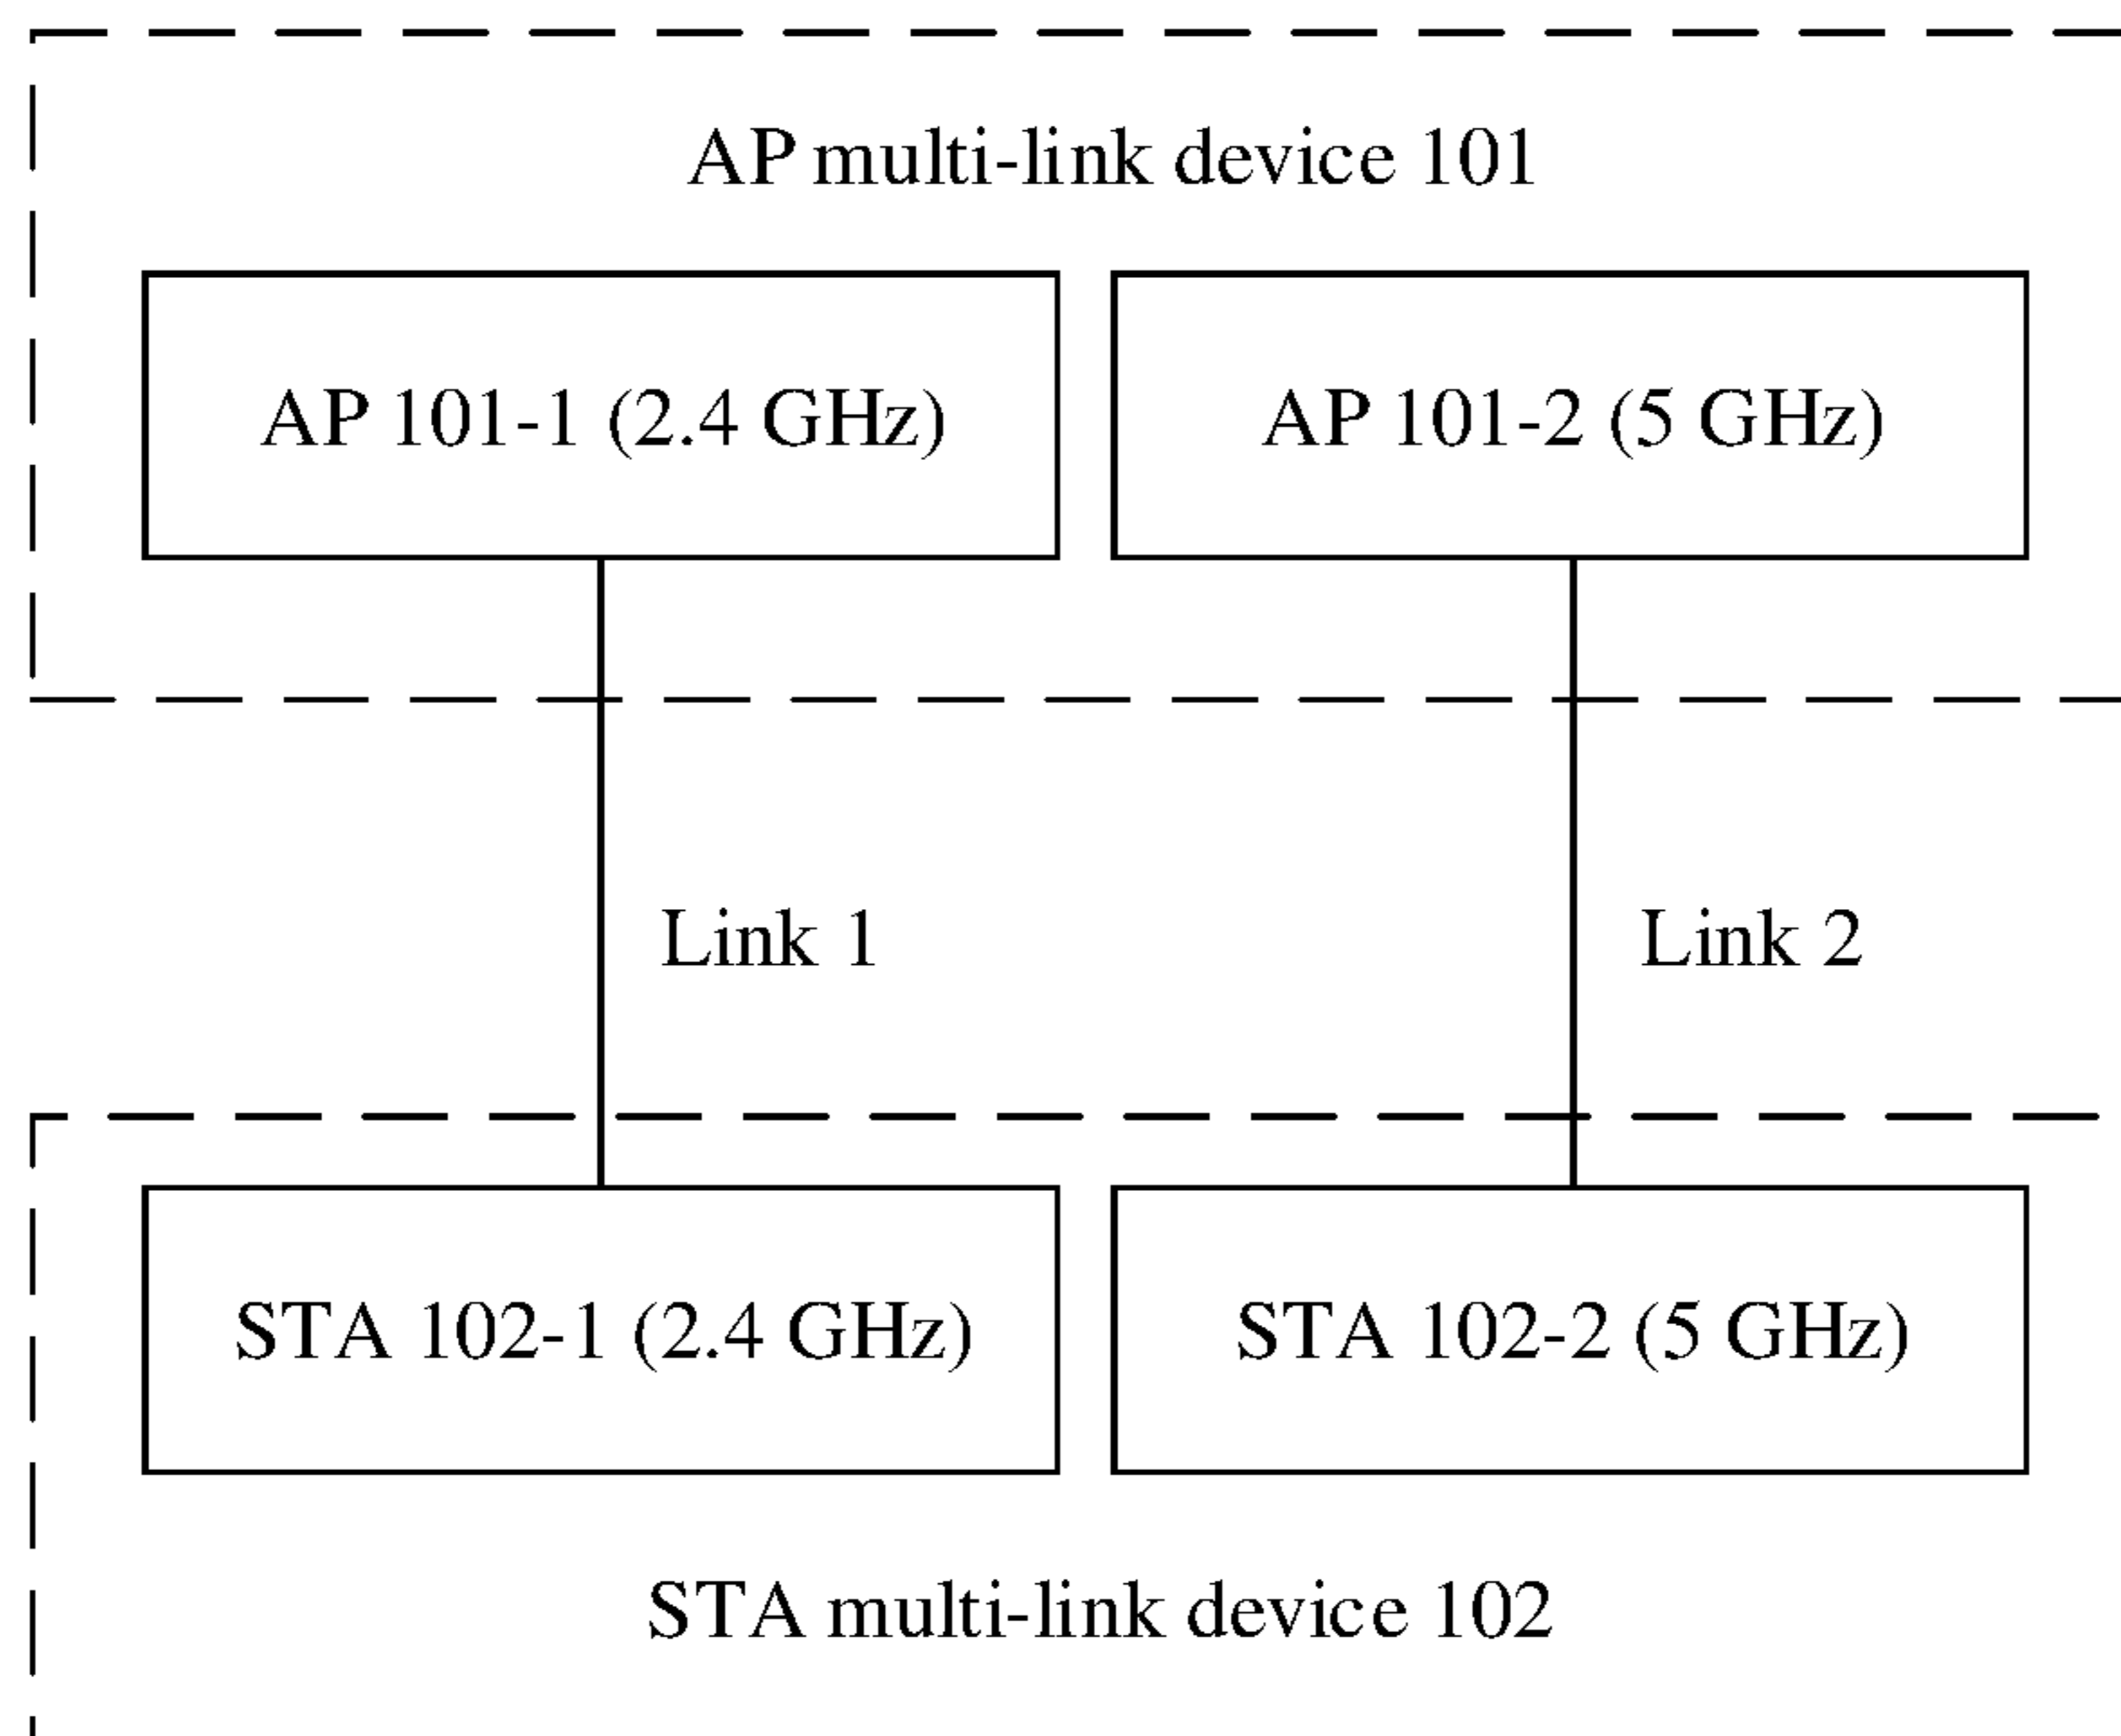 AP multi-link device 101
AP 101-1 (2.4 GHz)
AP 101-2 (5 GHz)
Link 1
Link 2
STA 102-1 (2.4 GHz)
STA 102-2 (5 GHz)
STA multi-link device 102